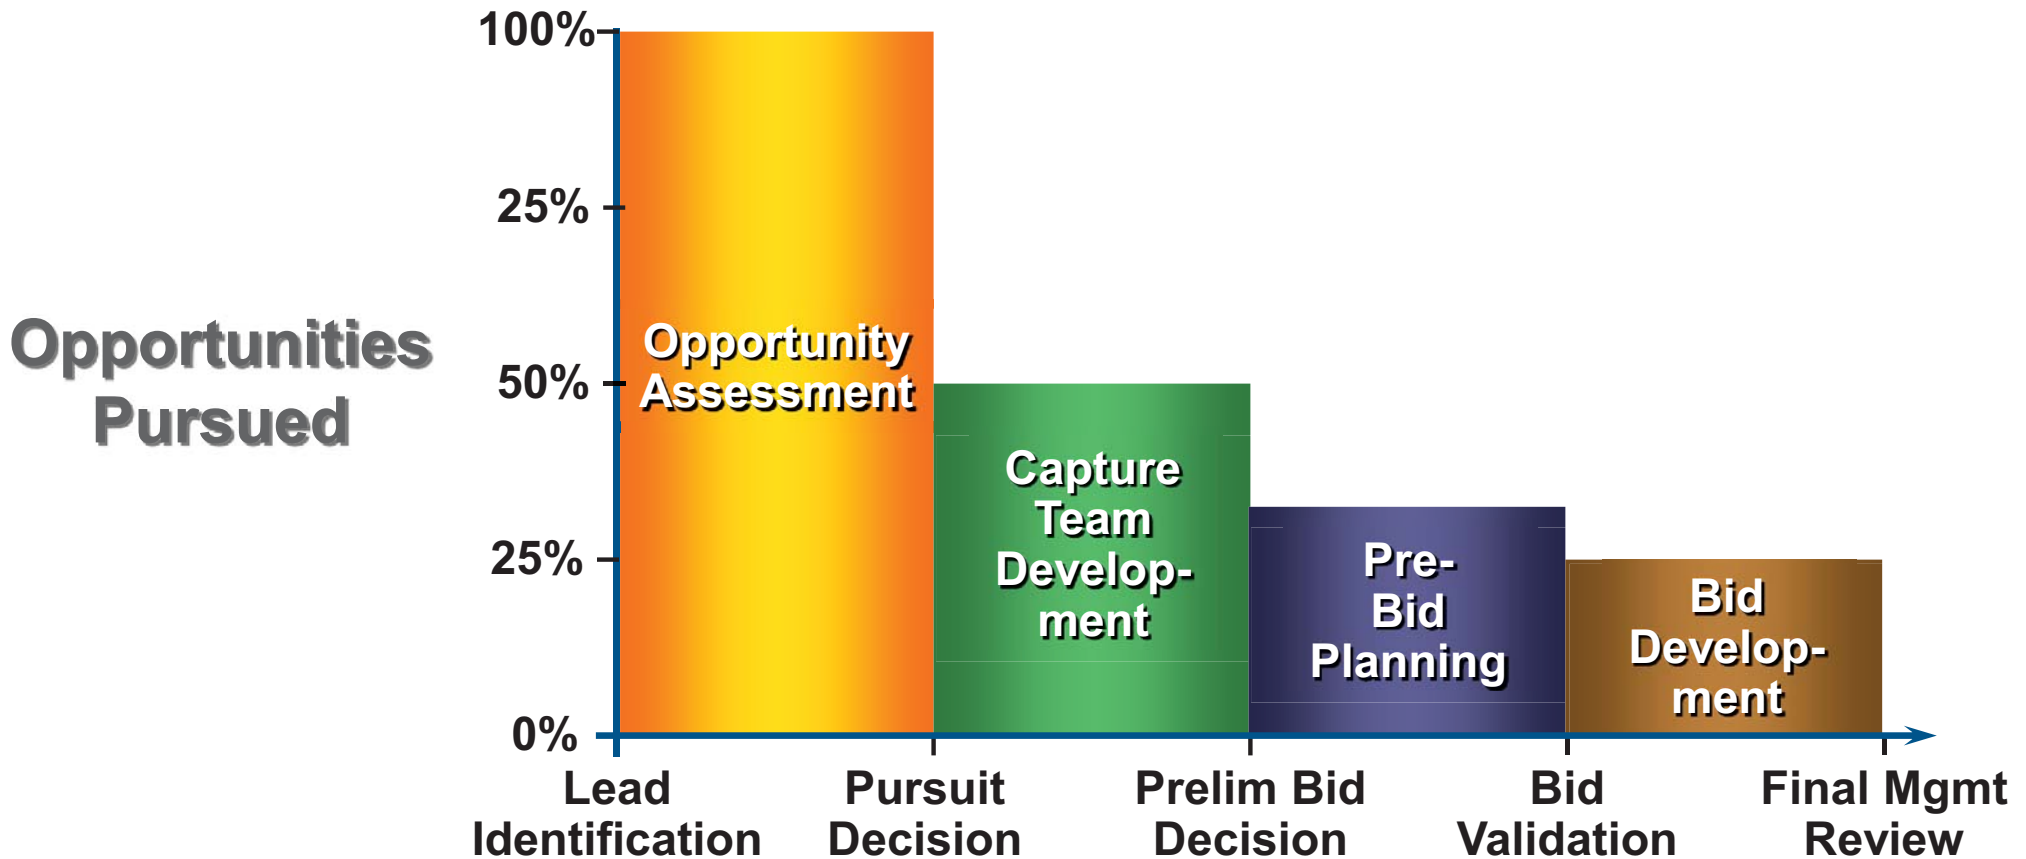 Opportunities
Pursued
100%
25%
50%
25%
0%
Opportunity
Assessment
Capture
Team
Develop-
ment
Pre-
Bid
Planning
Bid
Develop-
ment
Lead
Identification
Pursuit
Decision
Prelim Bid
Decision
Bid
Validation
Final Mgmt
Review